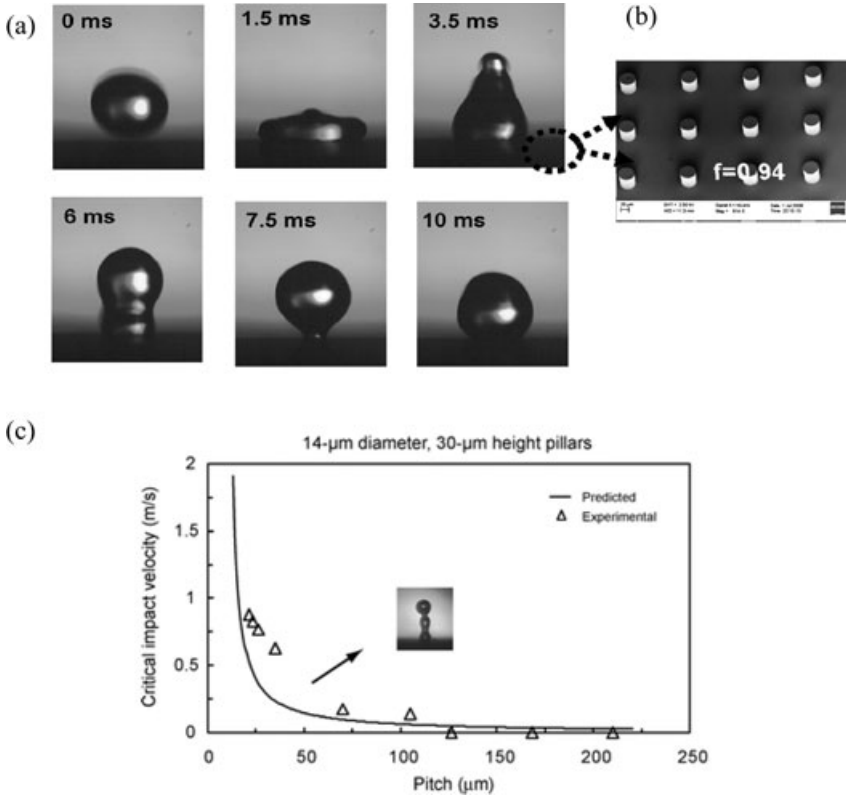 (a)
0 ms
1.5 ms
3.5 ms
(b)
f=0.94
6 ms
7.5 ms
10 ms
(c)
14-μm diameter, 30-μm height pillars
Critical impact velocity (m/s)
2
1.5
1
0.5
0
Predicted
Experimental
0 50 100 150 200 250
Pitch (μm)